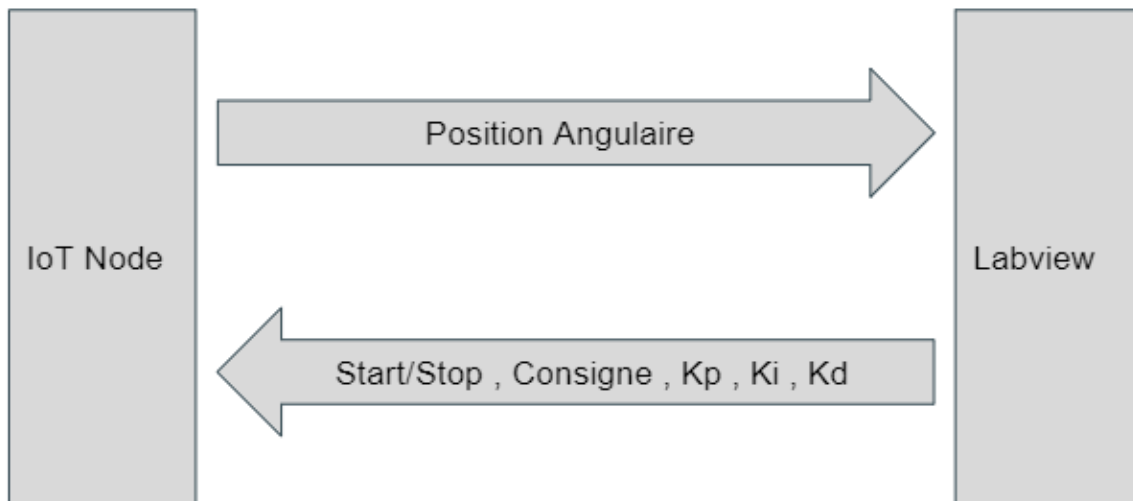 Position Angulaire
IoT Node
Labview
Start/Stop , Consigne , Kp , Ki , Kd